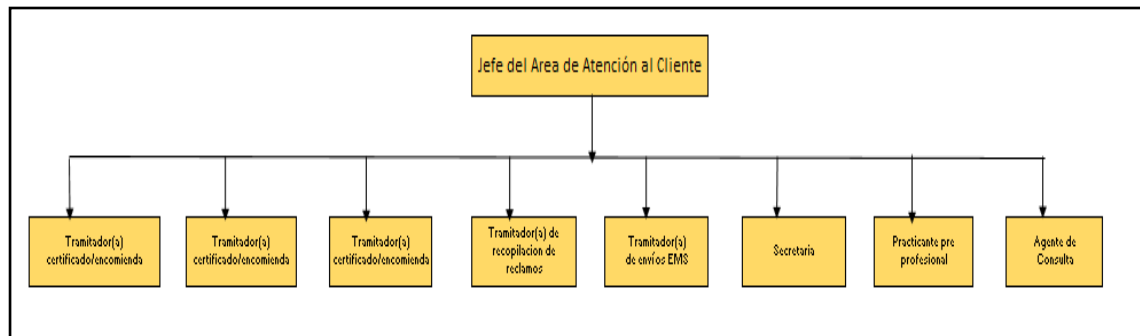 Jefe del Area de Atención al Cliente
Tramitador(a)
certificado/encomienda
Tramitador(a)
certificado/encomienda
Tramitador(a)
certificado/encomienda
Tramitador(a) de
recopilacion de
reclamos
Tramitador(a)
de envíos EMS
Secretaria
Practicante pre
profesional
Agente de
Consulta